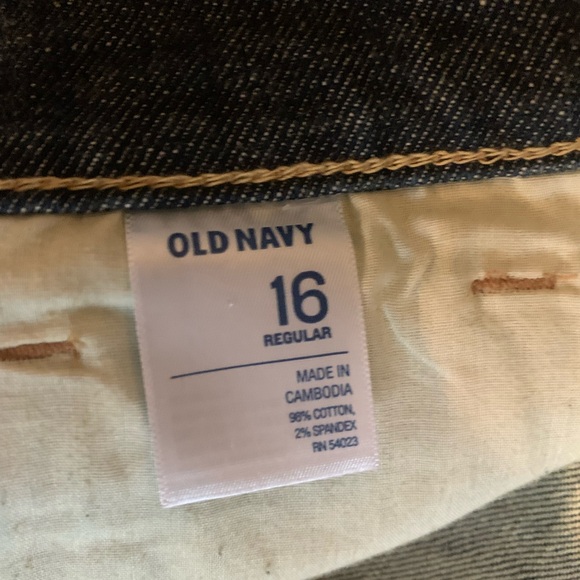 OLD NAVY
16
REGULAR
MADE IN
CAMBODIA
98% COTTON,
2% SPANDEX
RN 54023